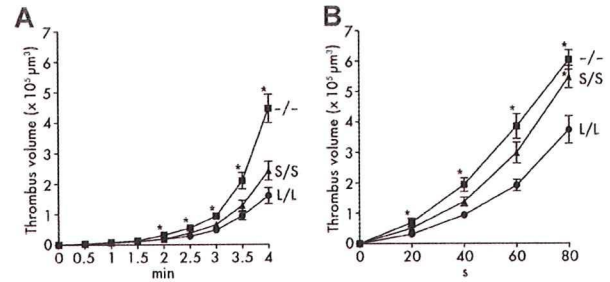 A
Thrombus volume (x 10⁵ µm³)
7
6
5
4
3
2
1
0
0 0.5 1 1.5 2 2.5 3 3.5 4
min
* * * * *
-/-
S/S
L/L
B
Thrombus volume (x 10⁵ µm³)
7
6
5
4
3
2
1
0
0 20 40 60 80
s
* * * * *
-/-
S/S
L/L